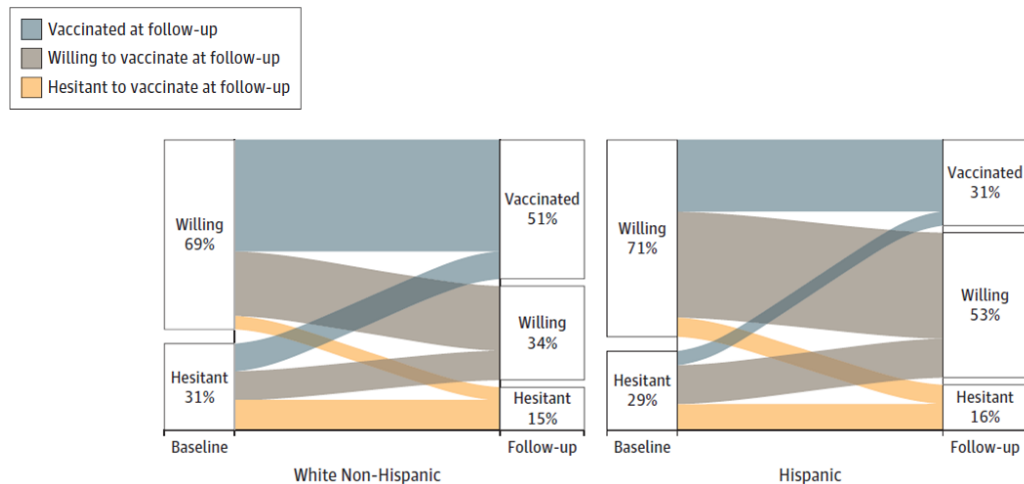 Vaccinated at follow-up
Willing to vaccinate at follow-up
Hesitant to vaccinate at follow-up
Willing
69%
Hesitant
31%
Vaccinated
51%
Willing
34%
Hesitant
15%
Baseline
Follow-up
White Non-Hispanic
Willing
71%
Hesitant
29%
Vaccinated
31%
Willing
53%
Hesitant
16%
Baseline
Follow-up
Hispanic